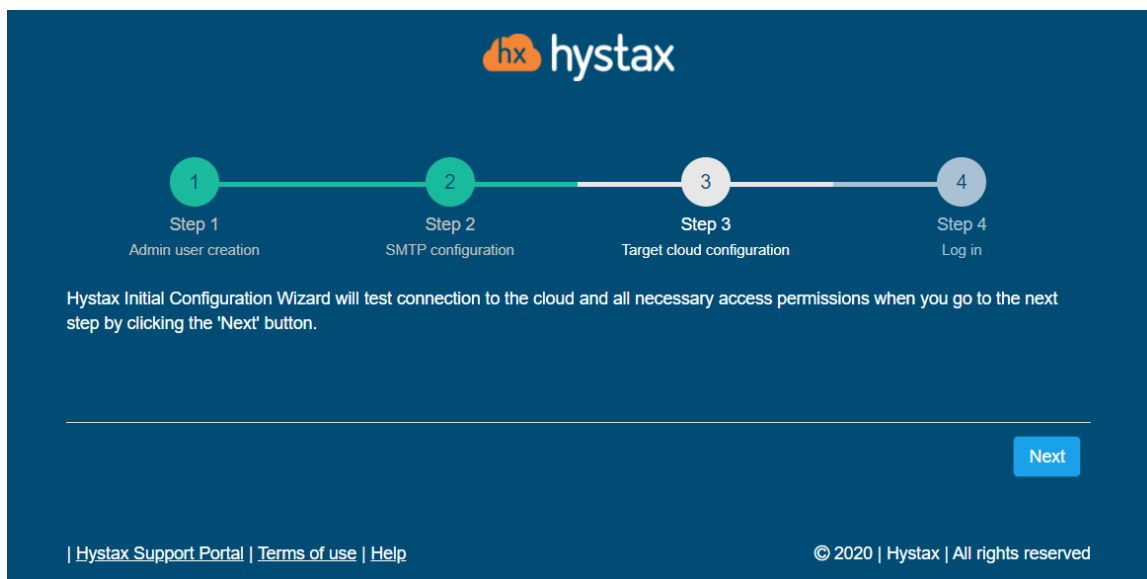 hx hystax
1 2 3 4
Step 1 Step 2 Step 3 Step 4
Admin user creation SMTP configuration Target cloud configuration Log in
Hystax Initial Configuration Wizard will test connection to the cloud and all necessary access permissions when you go to the next
step by clicking the 'Next' button.
Next
| Hystax Support Portal | Terms of use | Help © 2020 | Hystax | All rights reserved